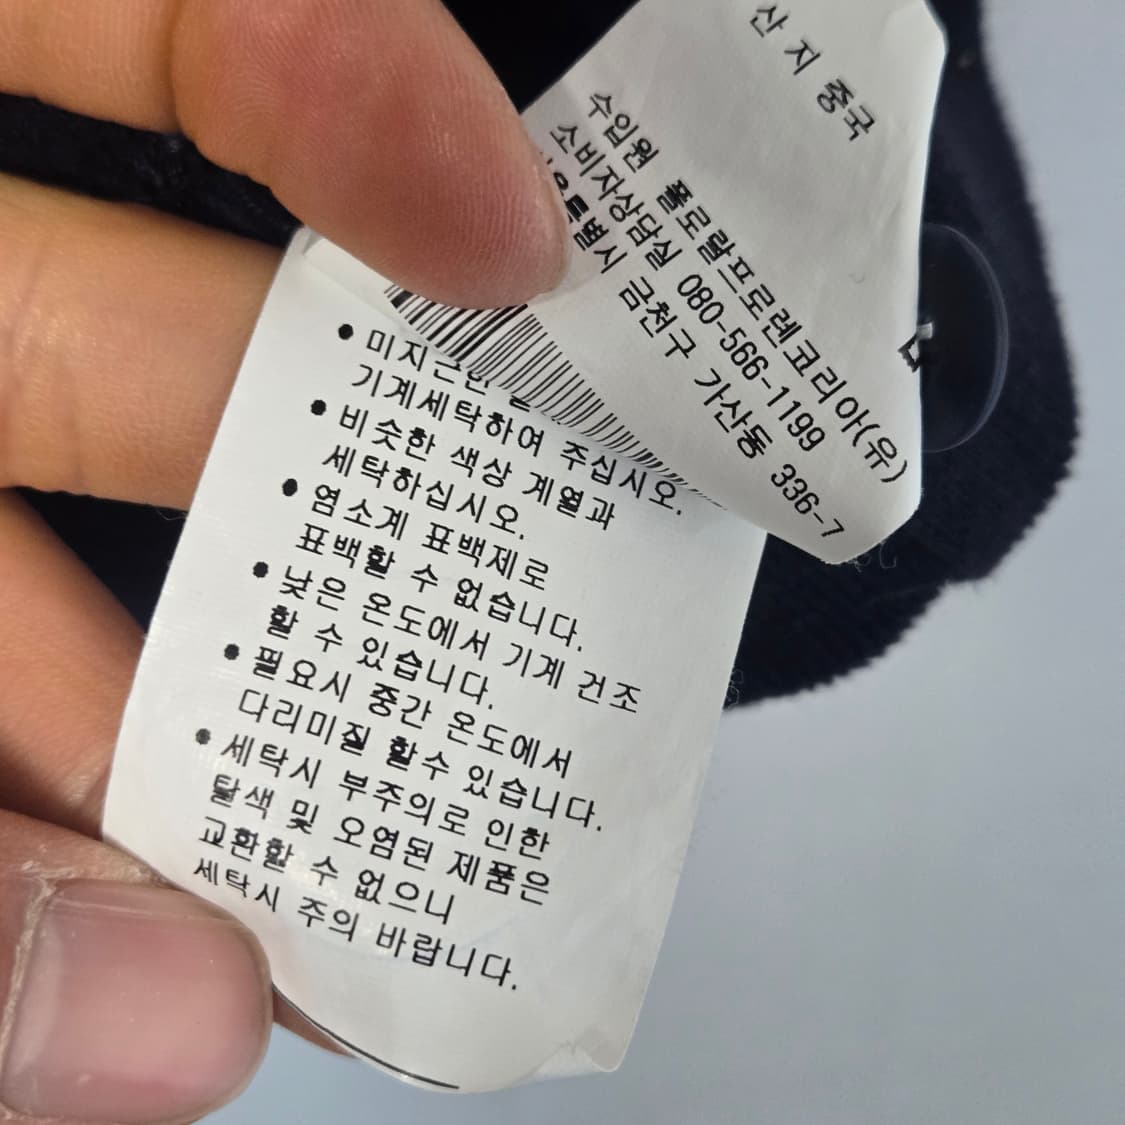 산지 중국
수입원 폴로랄프로렌코리아(유)
소비자상담실 080-566-1199
특별시 금천구 가산동 336-7
● 미지근한
기계세탁하여 주십시오.
● 비슷한 색상 계열과
세탁하십시오.
● 염소계 표백제로
표백할 수 없습니다.
● 낮은 온도에서 기계 건조
할 수 있습니다.
● 필요시 중간 온도에서
다리미질 할수 있습니다.
● 세탁시 부주의로 인한
탈색 및 오염된 제품은
교환할 수 없으니
세탁시 주의 바랍니다.